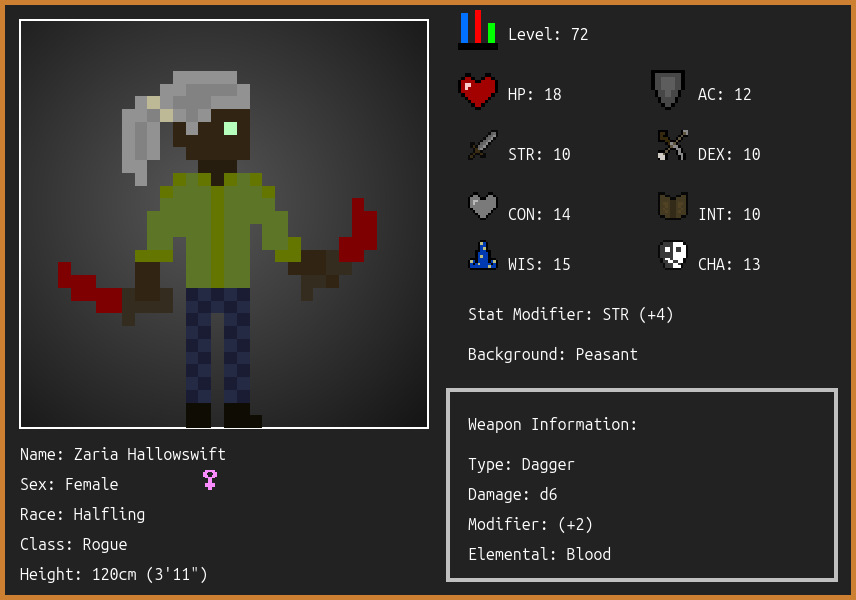 Level: 72
HP: 18
AC: 12
STR: 10
DEX: 10
CON: 14
INT: 10
WIS: 15
CHA: 13
Stat Modifier: STR (+4)
Background: Peasant
Weapon Information:
Type: Dagger
Damage: d6
Modifier: (+2)
Elemental: Blood
Name: Zaria Hallowswift
Sex: Female
Race: Halfling
Class: Rogue
Height: 120cm (3'11")